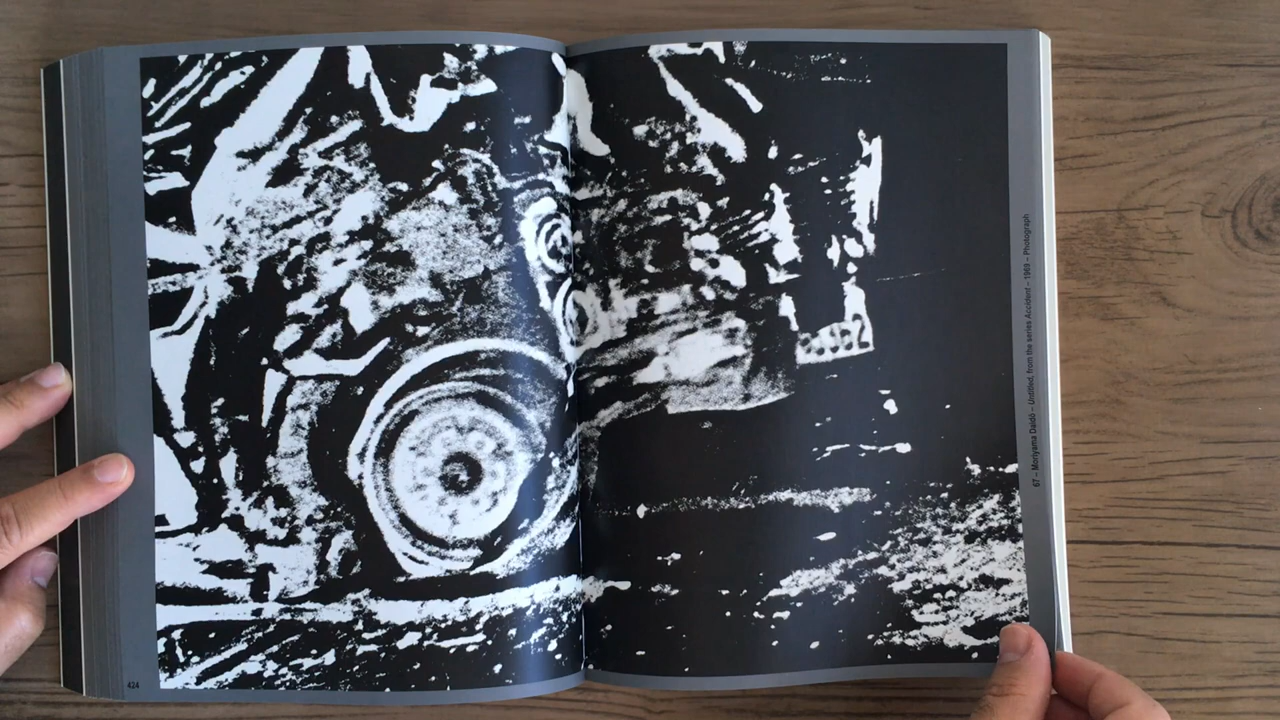 67 – Moriyama Daidō – Untitled, from the series Accident – 1969 – Photograph
424